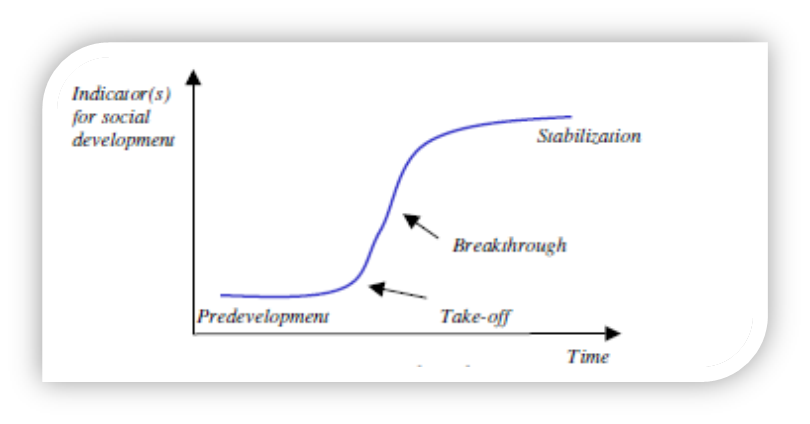 Indicator(s)
for social
development
Stabilization
Breakthrough
Predevelopment
Take-off
Time